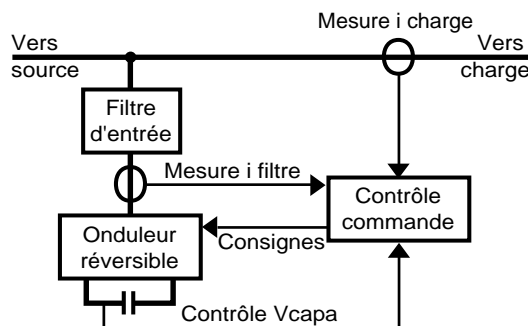 Mesure i charge
Vers
source
Vers
charge
Filtre
d'entrée
Mesure i filtre
Contrôle
commande
Onduleur
réversible
Consignes
Contrôle Vcapa